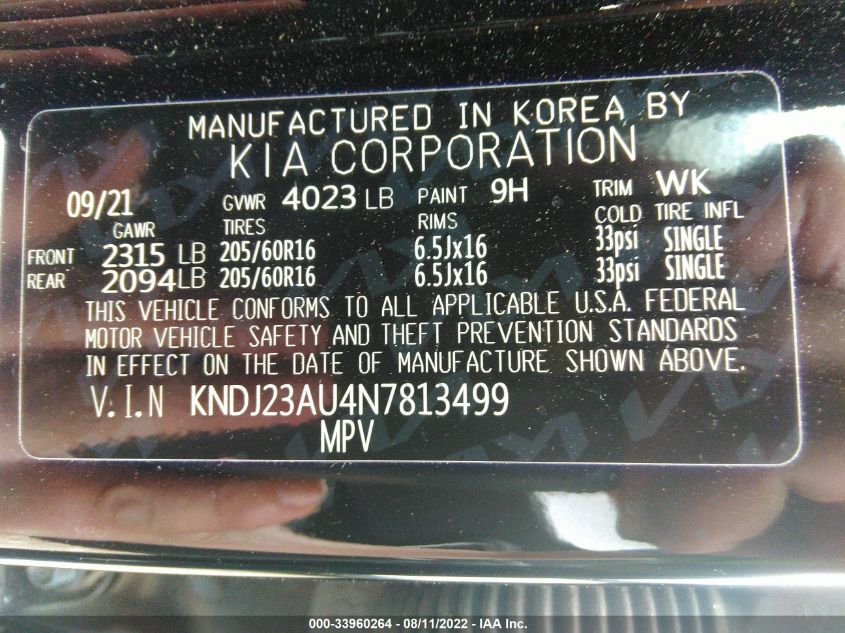 MANUFACTURED IN KOREA BY
KIA CORPORATION
09/21 GVWR 4023 LB PAINT 9H TRIM WK
GAWR TIRES RIMS COLD TIRE INFL
FRONT 2315 LB 205/60R16 6.5Jx16 33psi SINGLE
REAR 2094LB 205/60R16 6.5Jx16 33psi SINGLE
THIS VEHICLE CONFORMS TO ALL APPLICABLE U.S.A. FEDERAL
MOTOR VEHICLE SAFETY AND THEFT PREVENTION STANDARDS
IN EFFECT ON THE DATE OF MANUFACTURE SHOWN ABOVE.
V.I.N KNDJ23AU4N7813499
MPV
000-33960264 - 08/11/2022 - IAA Inc.